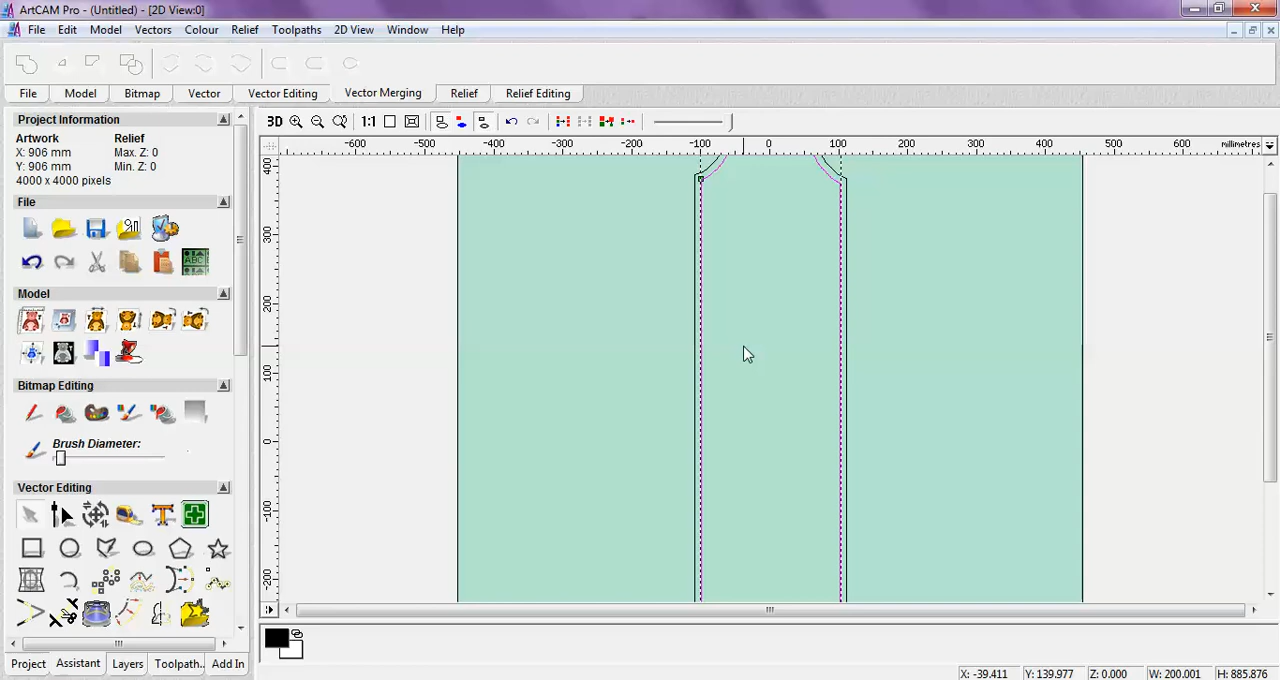 ArtCAM Pro - (Untitled) - [2D View:0]
File Edit Model Vectors Colour Relief Toolpaths 2D View Window Help
File Model Bitmap Vector Vector Editing Vector Merging Relief Relief Editing
Project Information
Artwork Relief
X: 906 mm Max. Z: 0
Y: 906 mm Min. Z: 0
4000 x 4000 pixels
File
Model
Bitmap Editing
Brush Diameter:
Vector Editing
Project Assistant Layers Toolpath... Add In
3D 1:1
-600 -500 -400 -300 -200 -100 0 100 200 300 400 500 600 millimetres
400
300
200
100
0
-100
-200
X: -39.411 Y: 139.977 Z: 0.000 W: 200.001 H: 885.876